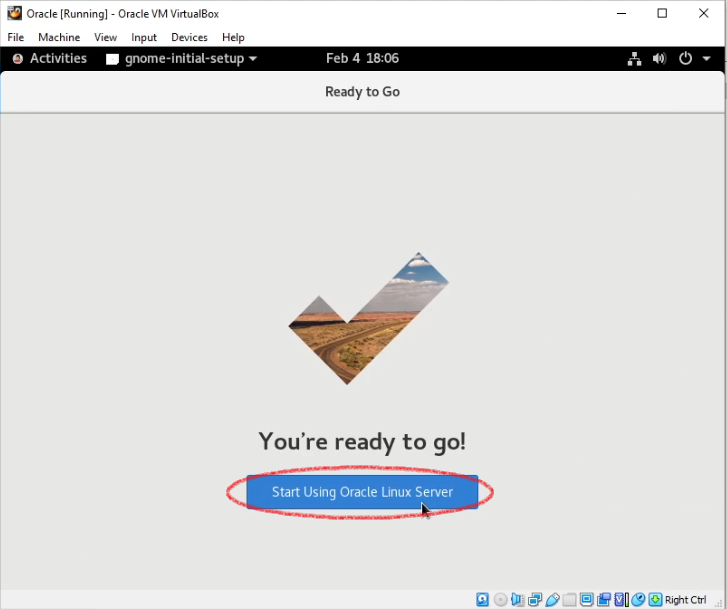 Oracle [Running] - Oracle VM VirtualBox
File Machine View Input Devices Help
Activities gnome-initial-setup Feb 4 18:06
Ready to Go
You're ready to go!
Start Using Oracle Linux Server
Right Ctrl